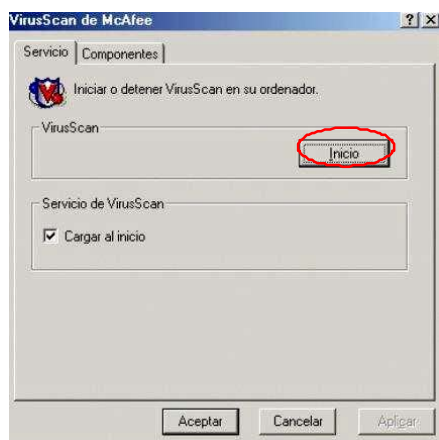 VirusScan de McAfee
Servicio Componentes
Iniciar o detener VirusScan en su ordenador.
VirusScan
Inicio
Servicio de VirusScan
Cargar al inicio
Aceptar Cancelar Aplicar